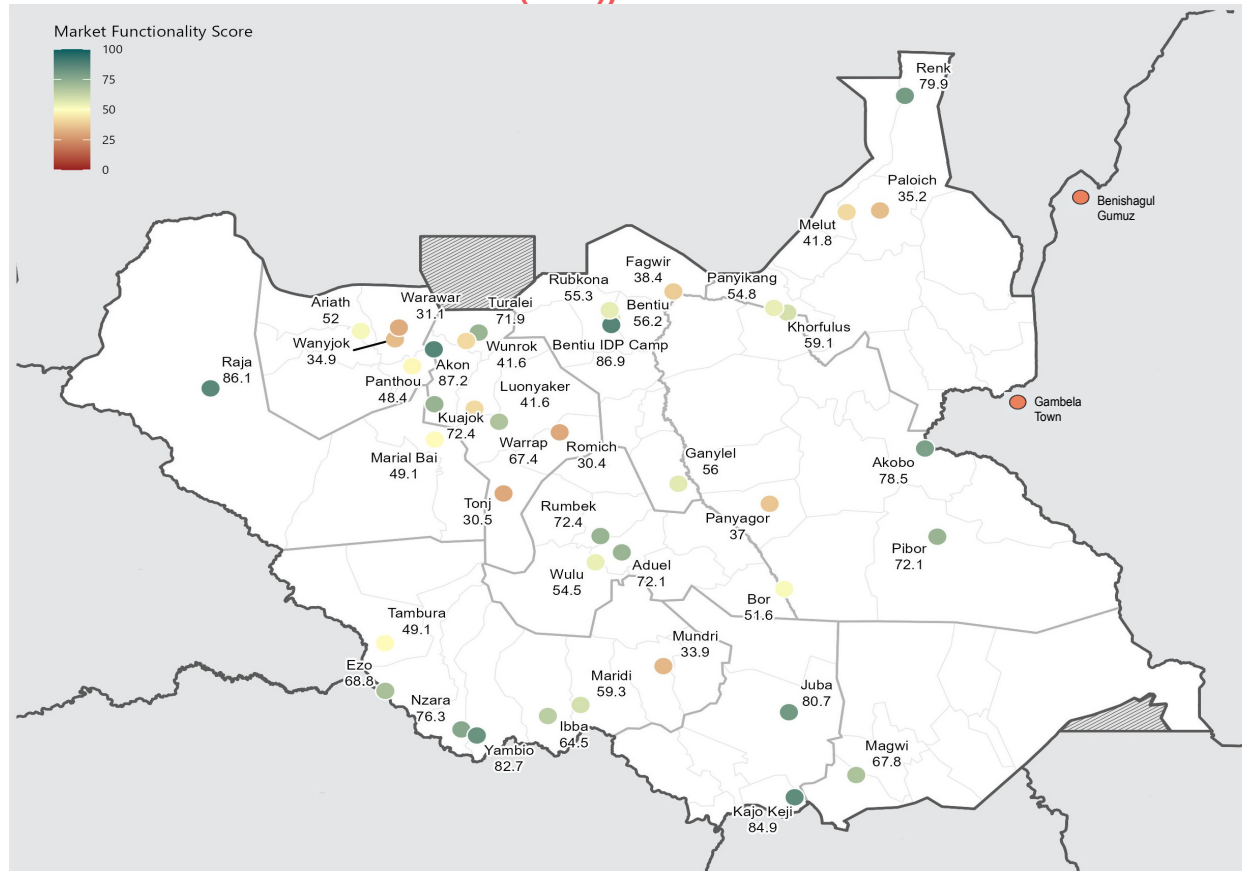 Market Functionality Score
100
75
50
25
0
Renk
79.9
Paloich
35.2
Melut
41.8
Benishagul
Gumuz
Fagwir
38.4
Panyikang
54.8
Rubkona
55.3
Bentiu
56.2
Khorfulus
59.1
Bentiu IDP Camp
86.9
Ariath
52
Warawar
31.1
Turalei
71.9
Wanyjok
34.9
Wunrok
41.6
Raja
86.1
Akon
87.2
Panthou
48.4
Luonyaker
41.6
Kuajok
72.4
Warrap
67.4
Romich
30.4
Marial Bai
49.1
Gambela
Town
Ganylel
56
Akobo
78.5
Tonj
30.5
Rumbek
72.4
Panyagor
37
Pibor
72.1
Wulu
54.5
Aduel
72.1
Bor
51.6
Tambura
49.1
Mundri
33.9
Ezo
68.8
Maridi
59.3
Juba
80.7
Nzara
76.3
Ibba
64.5
Yambio
82.7
Magwi
67.8
Kajo Keji
84.9